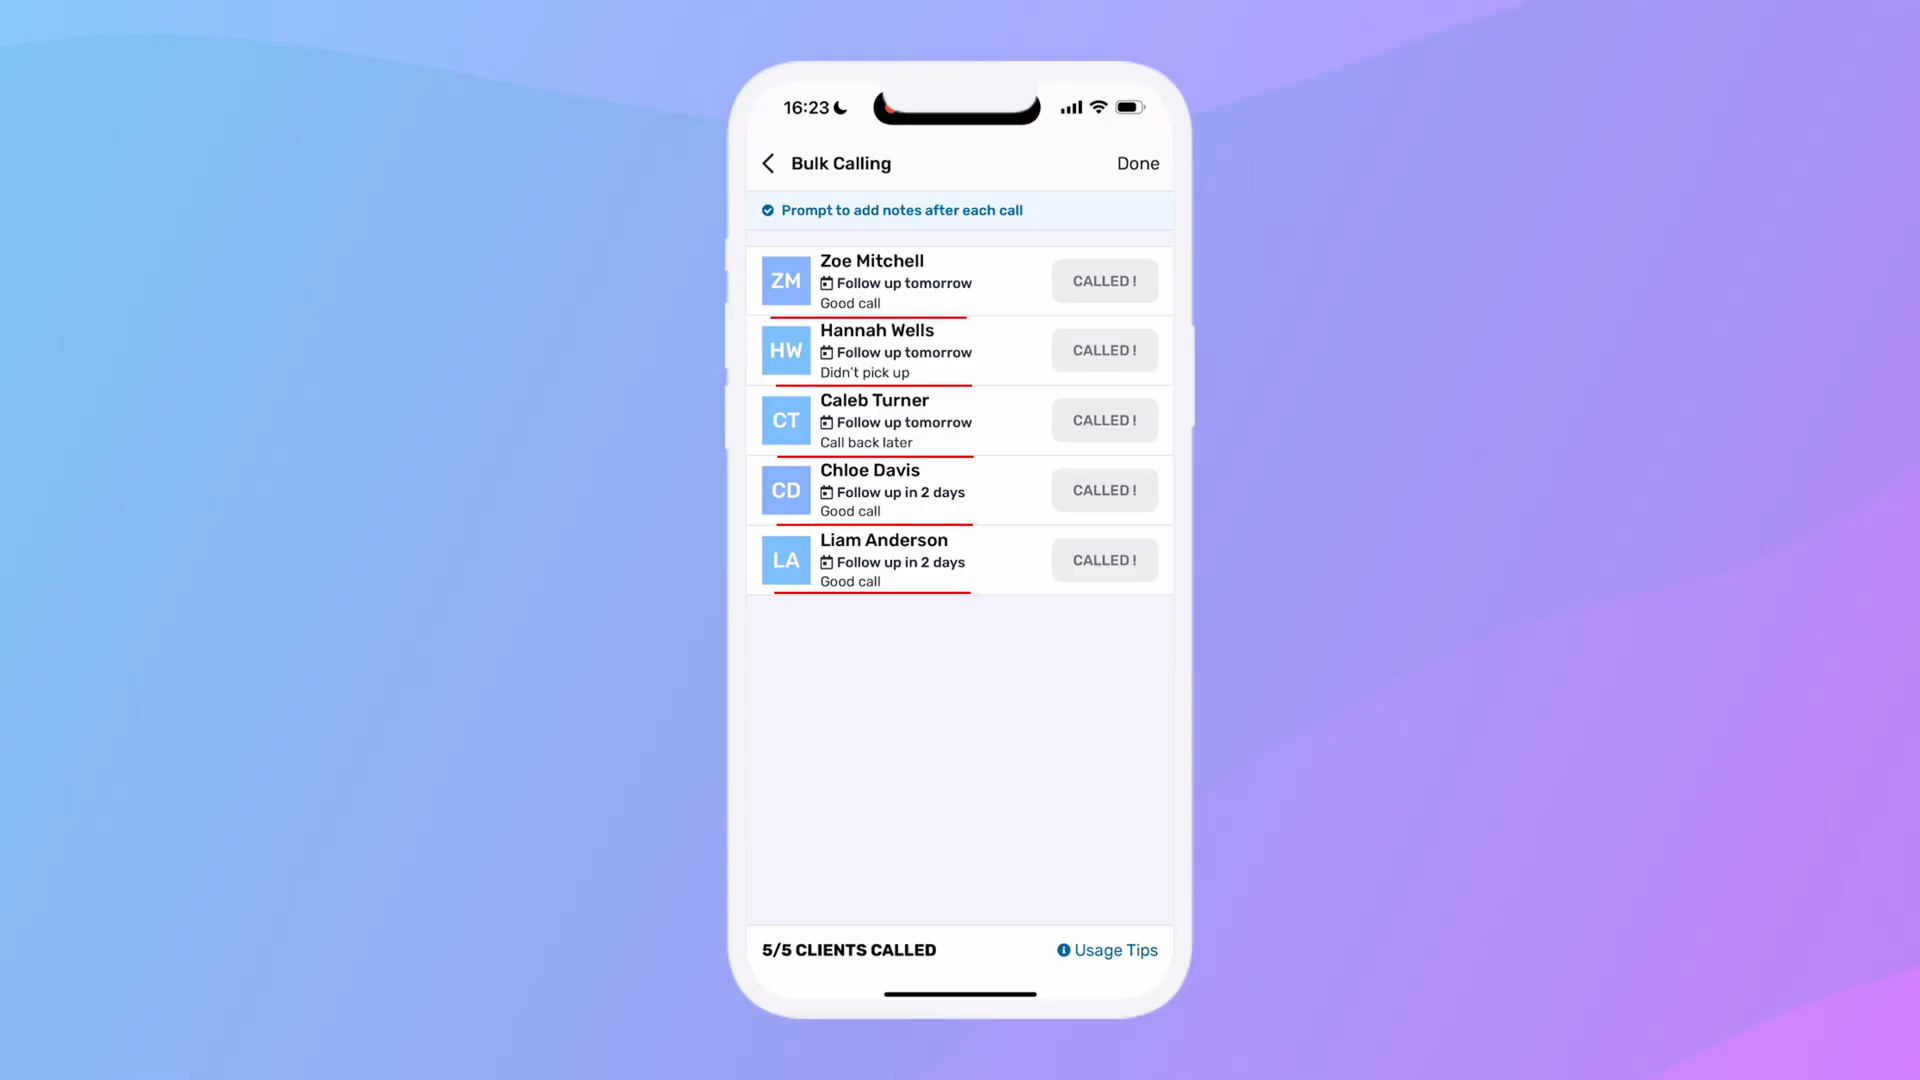 16:23
Bulk Calling
Done
Prompt to add notes after each call
ZM
Zoe Mitchell
Follow up tomorrow
Good call
CALLED!
HW
Hannah Wells
Follow up tomorrow
Didn't pick up
CALLED!
CT
Caleb Turner
Follow up tomorrow
Call back later
CALLED!
CD
Chloe Davis
Follow up in 2 days
Good call
CALLED!
LA
Liam Anderson
Follow up in 2 days
Good call
CALLED!
5/5 CLIENTS CALLED
Usage Tips